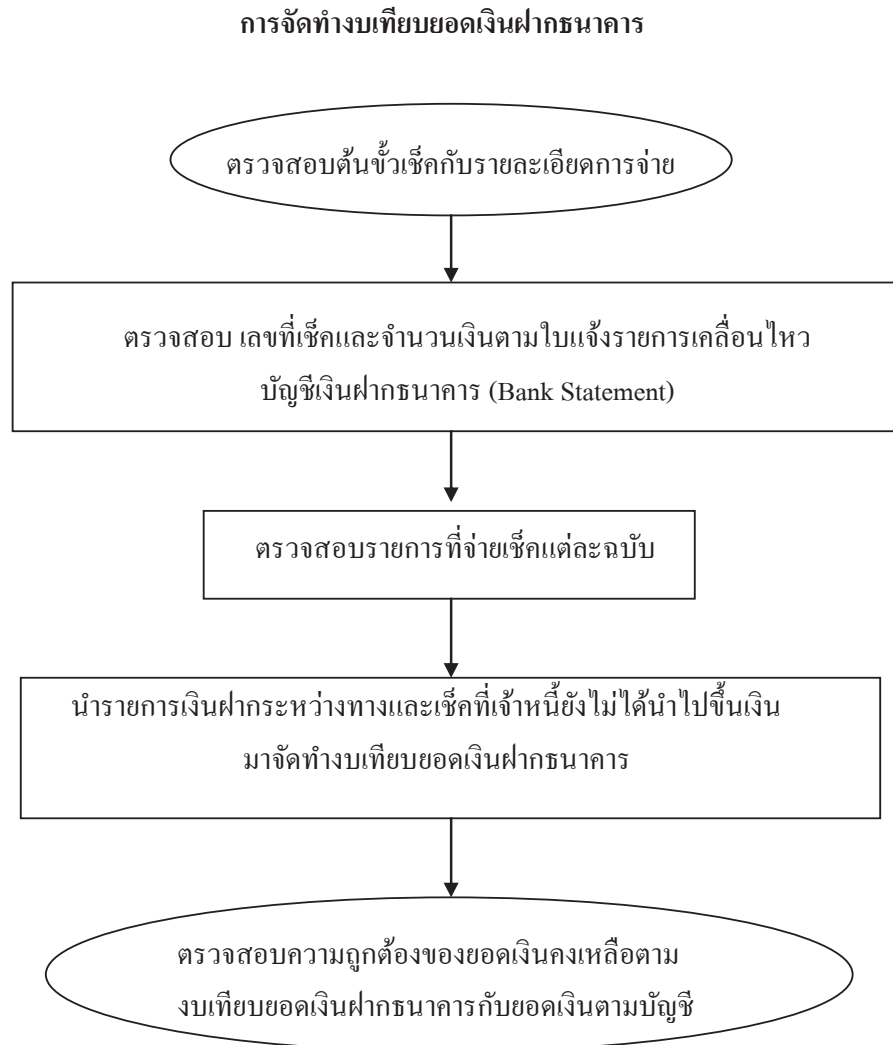 การจัดทำงบเทียบยอดเงินฝากธนาคาร
ตรวจสอบต้นขั้วเช็คกับรายละเอียดการจ่าย
ตรวจสอบ เลขที่เช็คและจำนวนเงินตามใบแจ้งรายการเคลื่อนไหว
บัญชีเงินฝากธนาคาร (Bank Statement)
ตรวจสอบรายการที่จ่ายเช็คแต่ละฉบับ
นำรายการเงินฝากระหว่างทางและเช็คที่เจ้าหนี้ยังไม่ได้นำไปขึ้นเงิน
มาจัดทำงบเทียบยอดเงินฝากธนาคาร
ตรวจสอบความถูกต้องของยอดเงินคงเหลือตาม
งบเทียบยอดเงินฝากธนาคารกับยอดเงินตามบัญชี